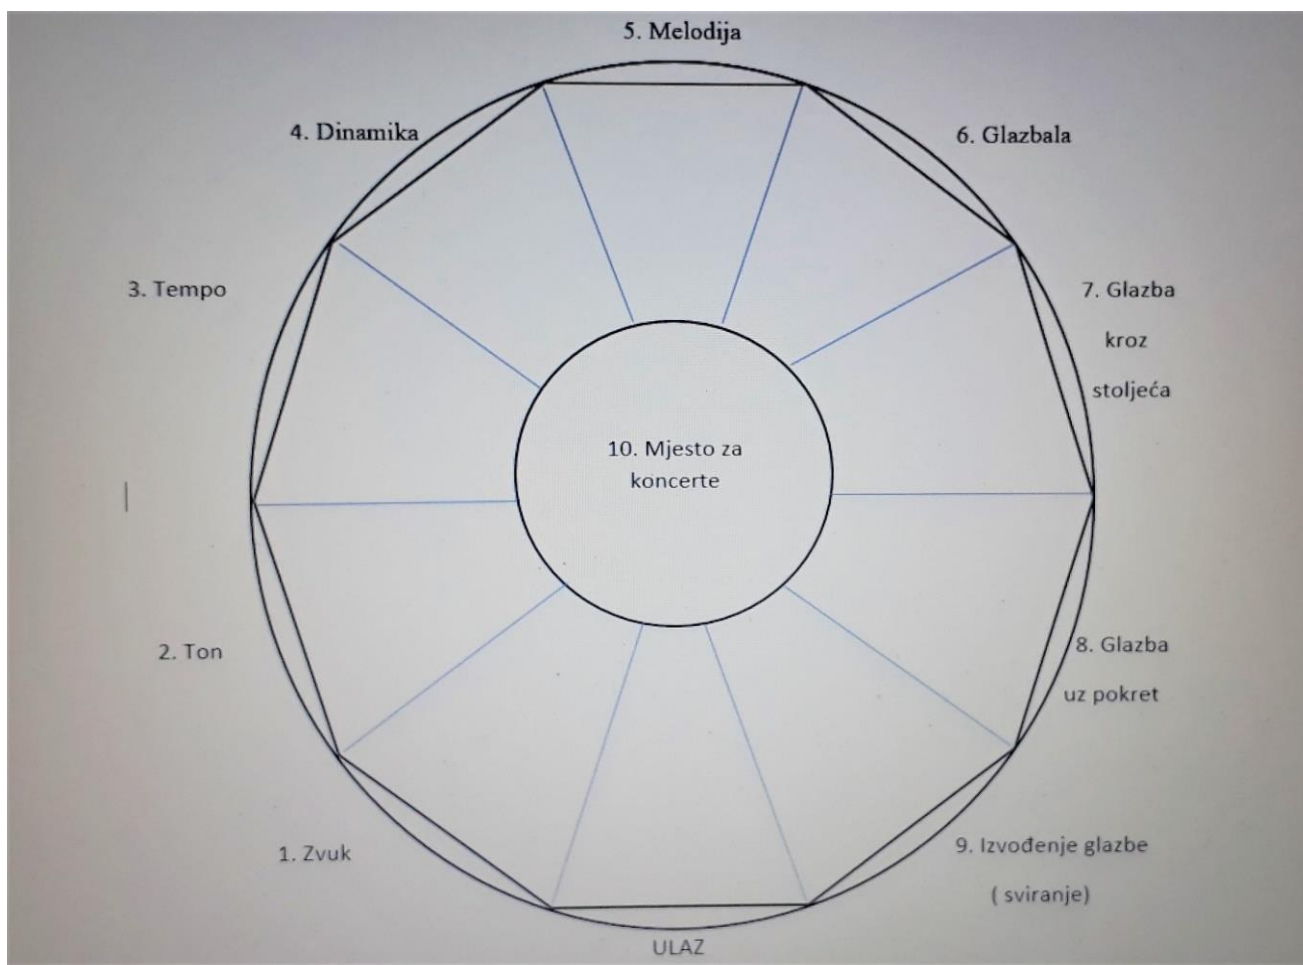 5. Melodija
4. Dinamika
6. Glazbala
3. Tempo
7. Glazba
kroz
stoljeća
10. Mjesto za
koncerte
2. Ton
8. Glazba
uz pokret
1. Zvuk
9. Izvođenje glazbe
( sviranje)
ULAZ